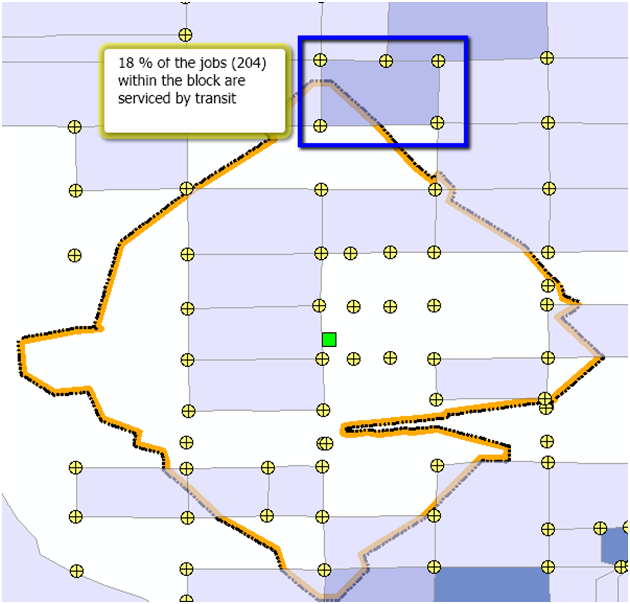 18 % of the jobs (204)
within the block are
serviced by transit